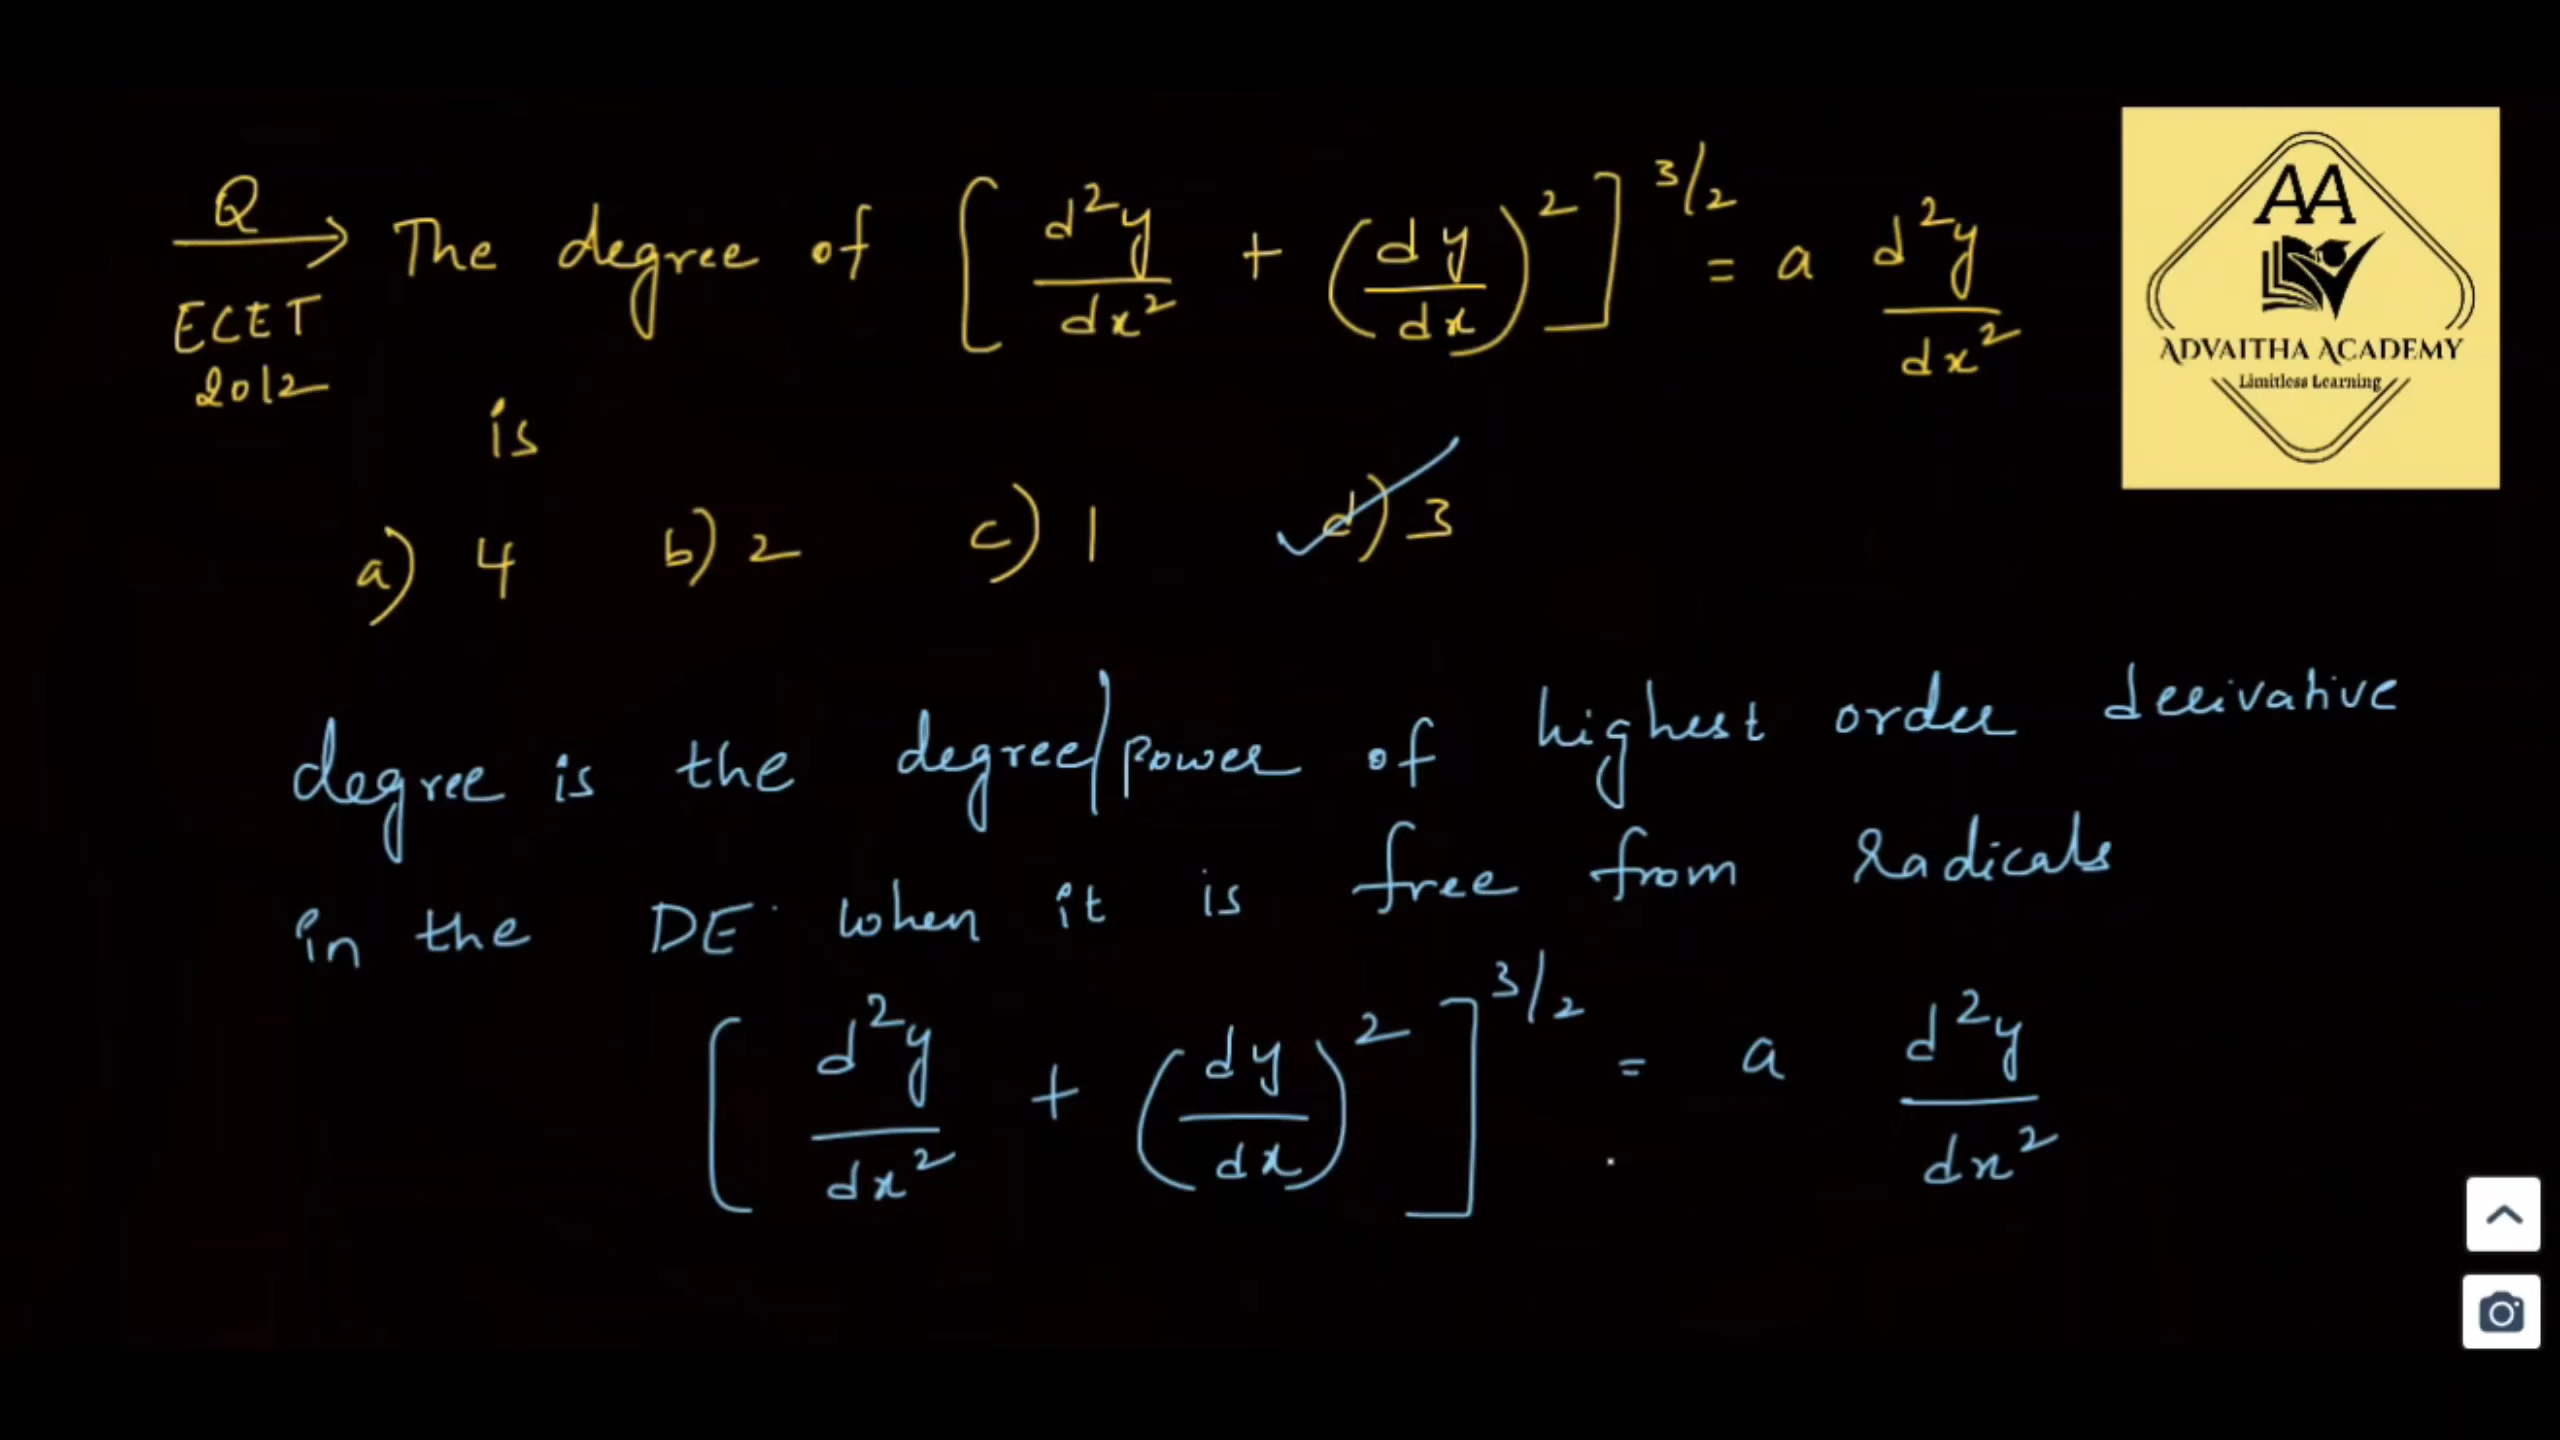 Q → The degree of [d²y/dx² + (dy/dx)²]^3/2 = a d²y/dx²
ECET
2012
is
a) 4 b) 2 c) 1 d) 3
AA
ADVAITHA ACADEMY
Limitless Learning
degree is the degree/power of highest order derivative
in the DE when it is free from Radicals
[d²y/dx² + (dy/dx)²]^3/2 = a d²y/dx²